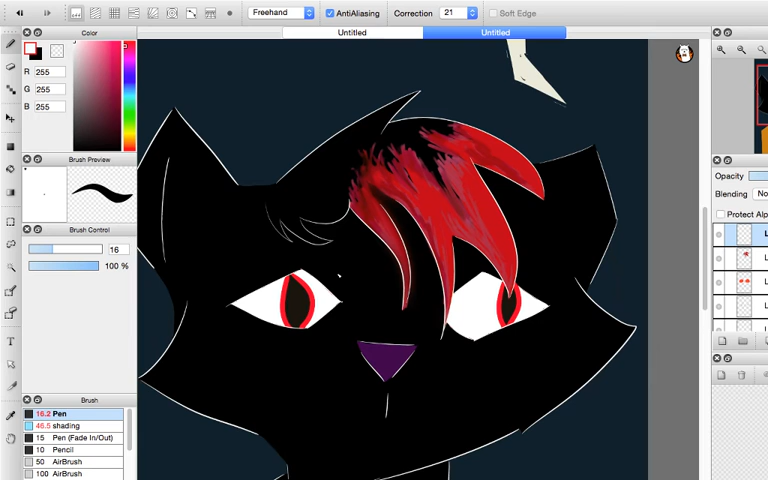 Freehand AntiAliasing Correction 21 Soft Edge
Untitled Untitled
Color
R 255
G 255
B 255
Brush Preview
Brush Control
16
100 %
Brush
16.2 Pen
46.5 shading
15 Pen (Fade In/Out)
10 Pencil
50 AirBrush
100 AirBrush
Opacity
Blending No
Protect Alp
L
L
L
L